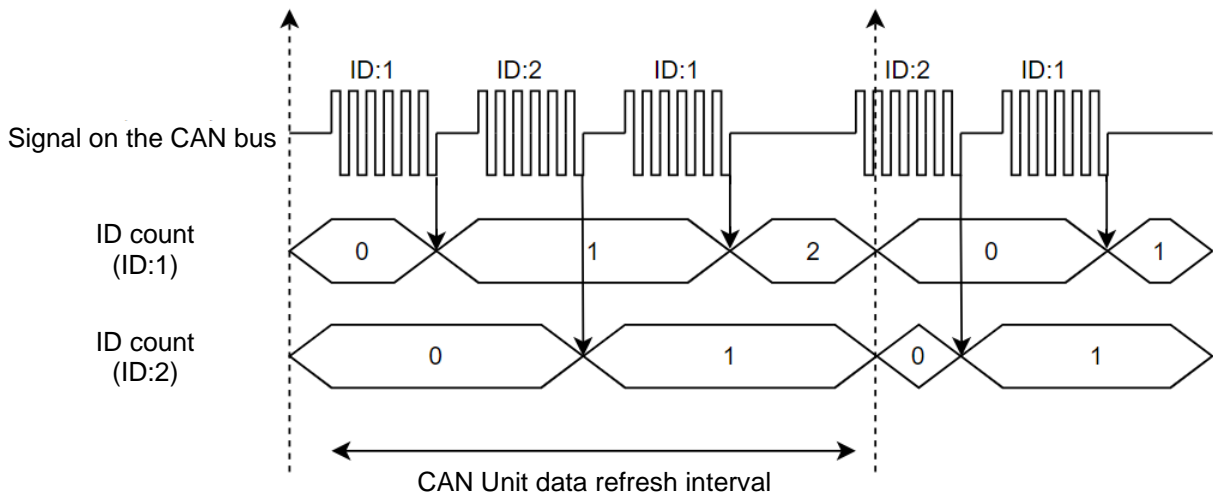 ID:1 ID:2 ID:1 ID:2 ID:1
Signal on the CAN bus
ID count
(ID:1)
0 1 2 0 1
ID count
(ID:2)
0 1 0 1
CAN Unit data refresh interval